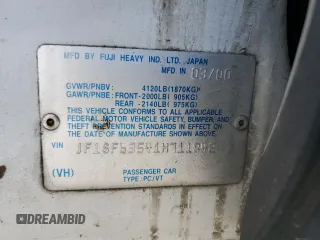 MFD. BY FUJI HEAVY IND. LTD. JAPAN
MFD IN 03/00
GVWR/PNBV : 4120LB(1870KG)
GAWR/PNBE: FRONT-2000LB( 905KG)
REAR -2140LB( 975KG)
THIS VEHICLE CONFORMS TO ALL APPLICABLE
FEDERAL MOTOR VEHICLE SAFETY, BUMPER, AND
THEFT PREVENTION STANDARDS IN EFFECT ON THE DATE
OF MANUFACTURE SHOWN ABOVE.
VIN
(VH)
PASSENGER CAR
TYPE:PC/VT